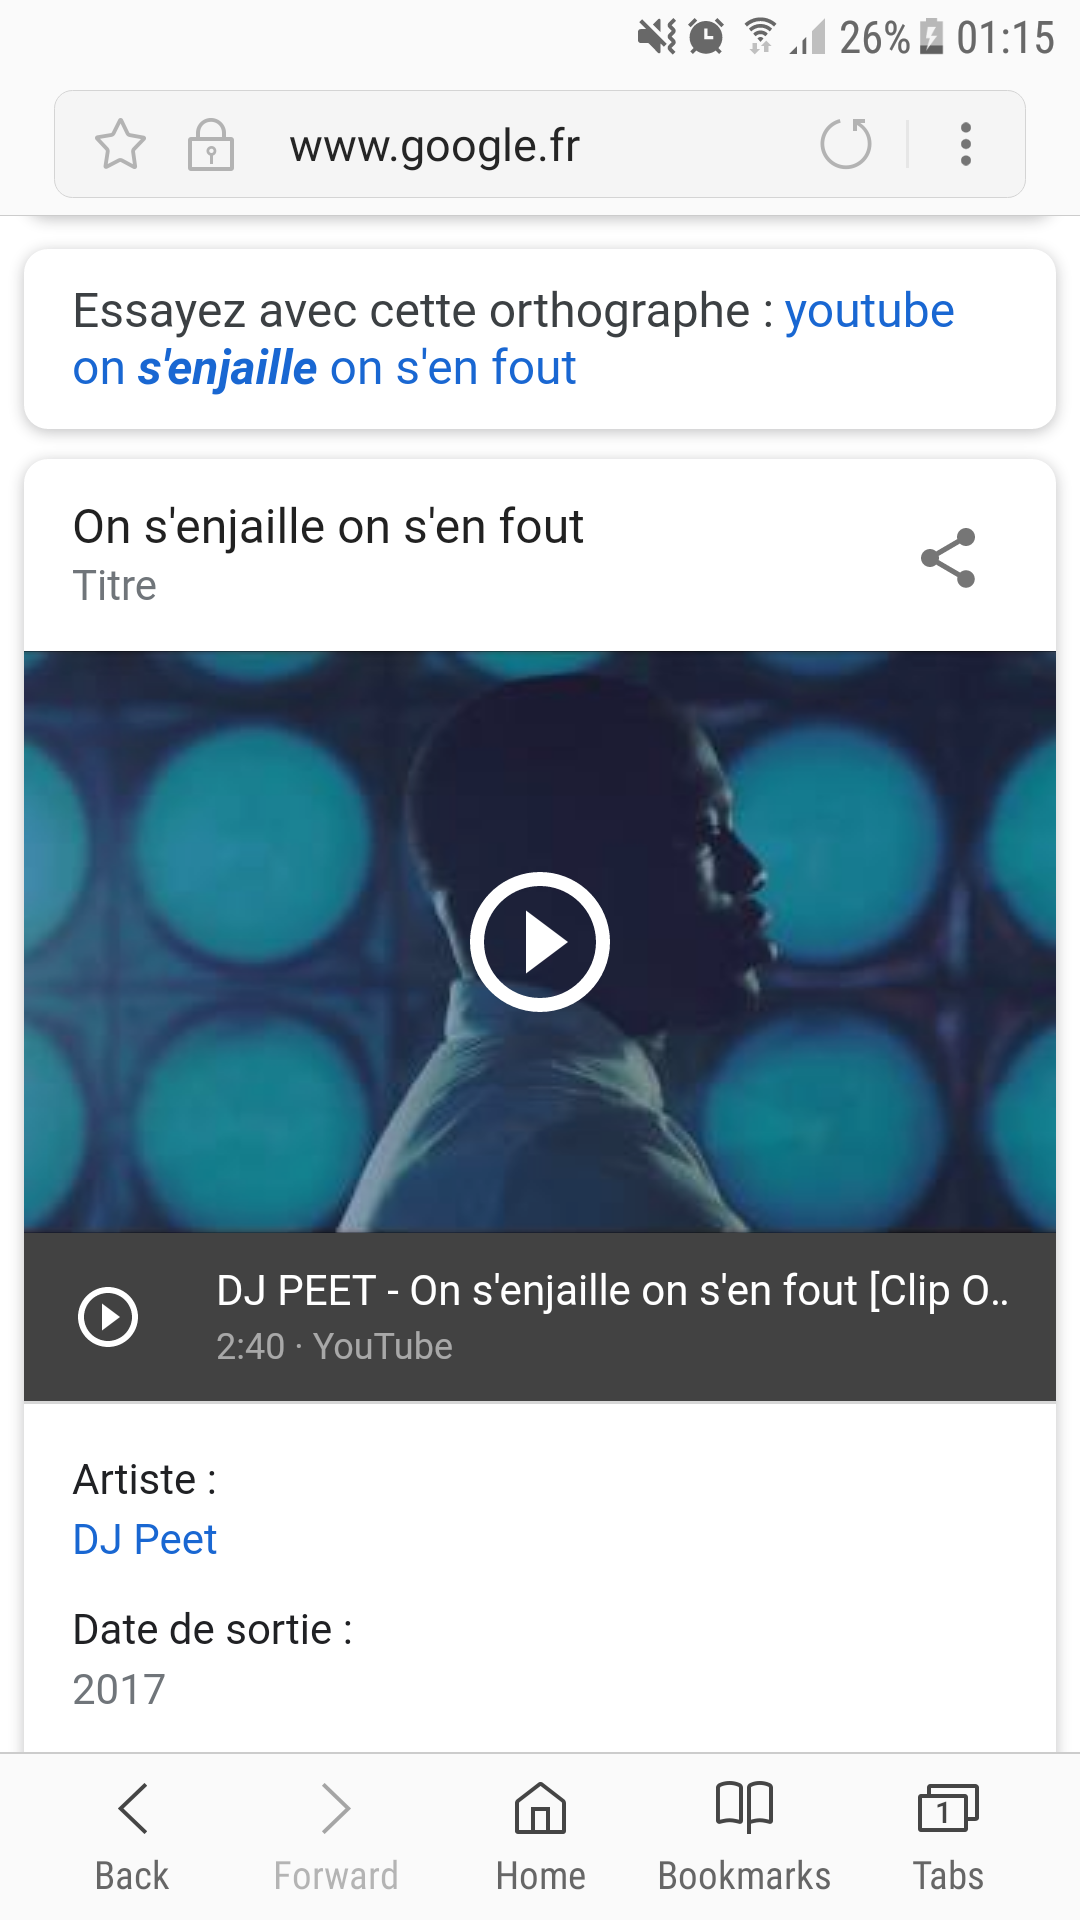 26% 01:15
www.google.fr
Essayez avec cette orthographe : youtube
on s'enjaille on s'en fout
On s'enjaille on s'en fout
Titre
DJ PEET - On s'enjaille on s'en fout [Clip O..
2:40 · YouTube
Artiste :
DJ Peet
Date de sortie :
2017
Back Forward Home Bookmarks 1 Tabs